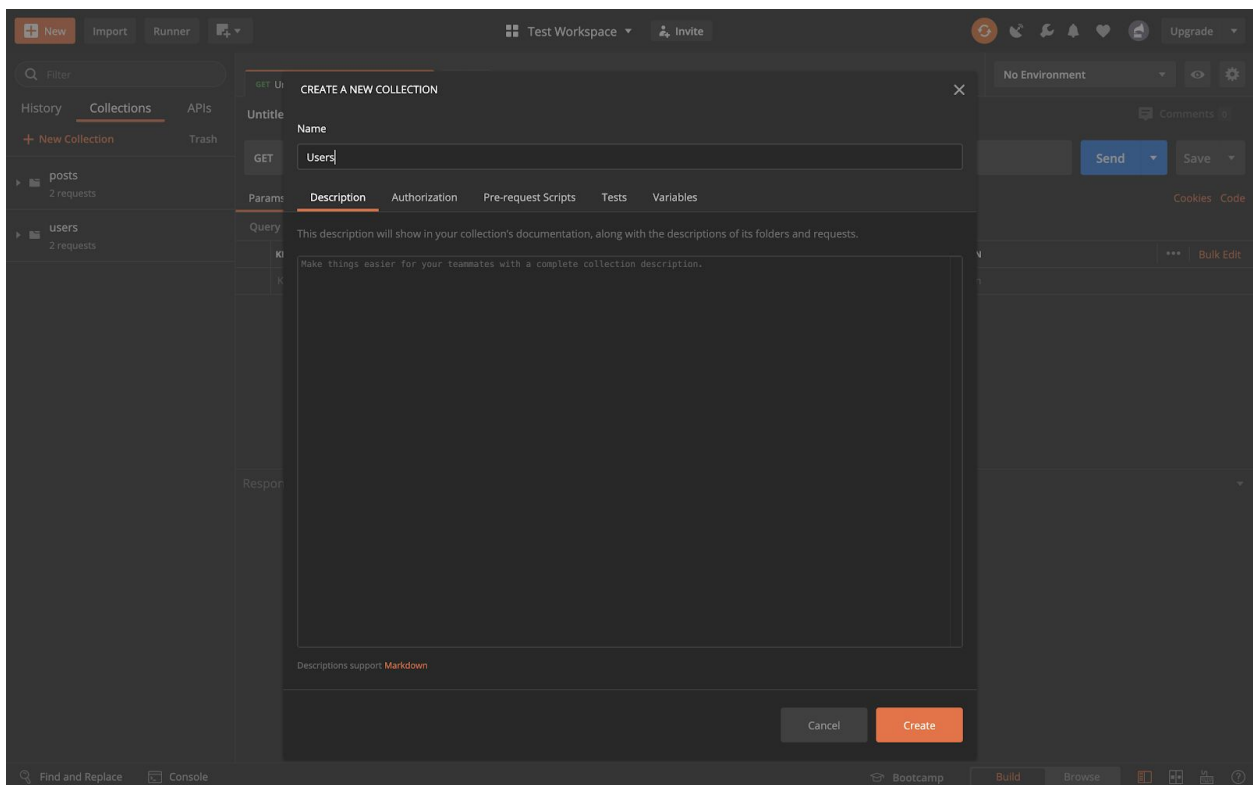 New Import Runner Test Workspace Invite Upgrade
Filter
No Environment
GET
CREATE A NEW COLLECTION
History Collections APIs
Untitle
Comments 0
Name
+ New Collection Trash
GET
Users
Send Save
posts
2 requests
Params
Description Authorization Pre-request Scripts Tests Variables
Cookies Code
users
2 requests
Query
This description will show in your collection's documentation, along with the descriptions of its folders and requests.
Make things easier for your teammates with a complete collection description.
Bulk Edit
Respon
Descriptions support Markdown
Cancel Create
Find and Replace Console Bootcamp Build Browse